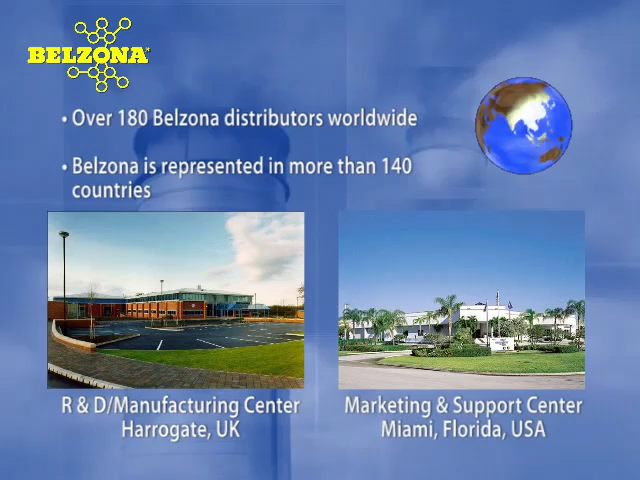 BELZONA®
• Over 180 Belzona distributors worldwide
• Belzona is represented in more than 140
countries
R & D/Manufacturing Center
Harrogate, UK
Marketing & Support Center
Miami, Florida, USA